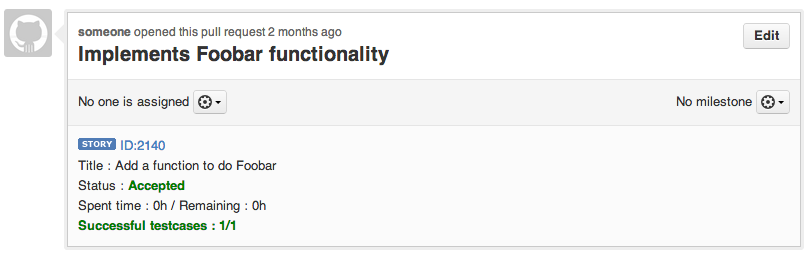 someone opened this pull request 2 months ago
Edit
Implements Foobar functionality
No one is assigned
No milestone
STORY ID:2140
Title : Add a function to do Foobar
Status : Accepted
Spent time : 0h / Remaining : 0h
Successful testcases : 1/1